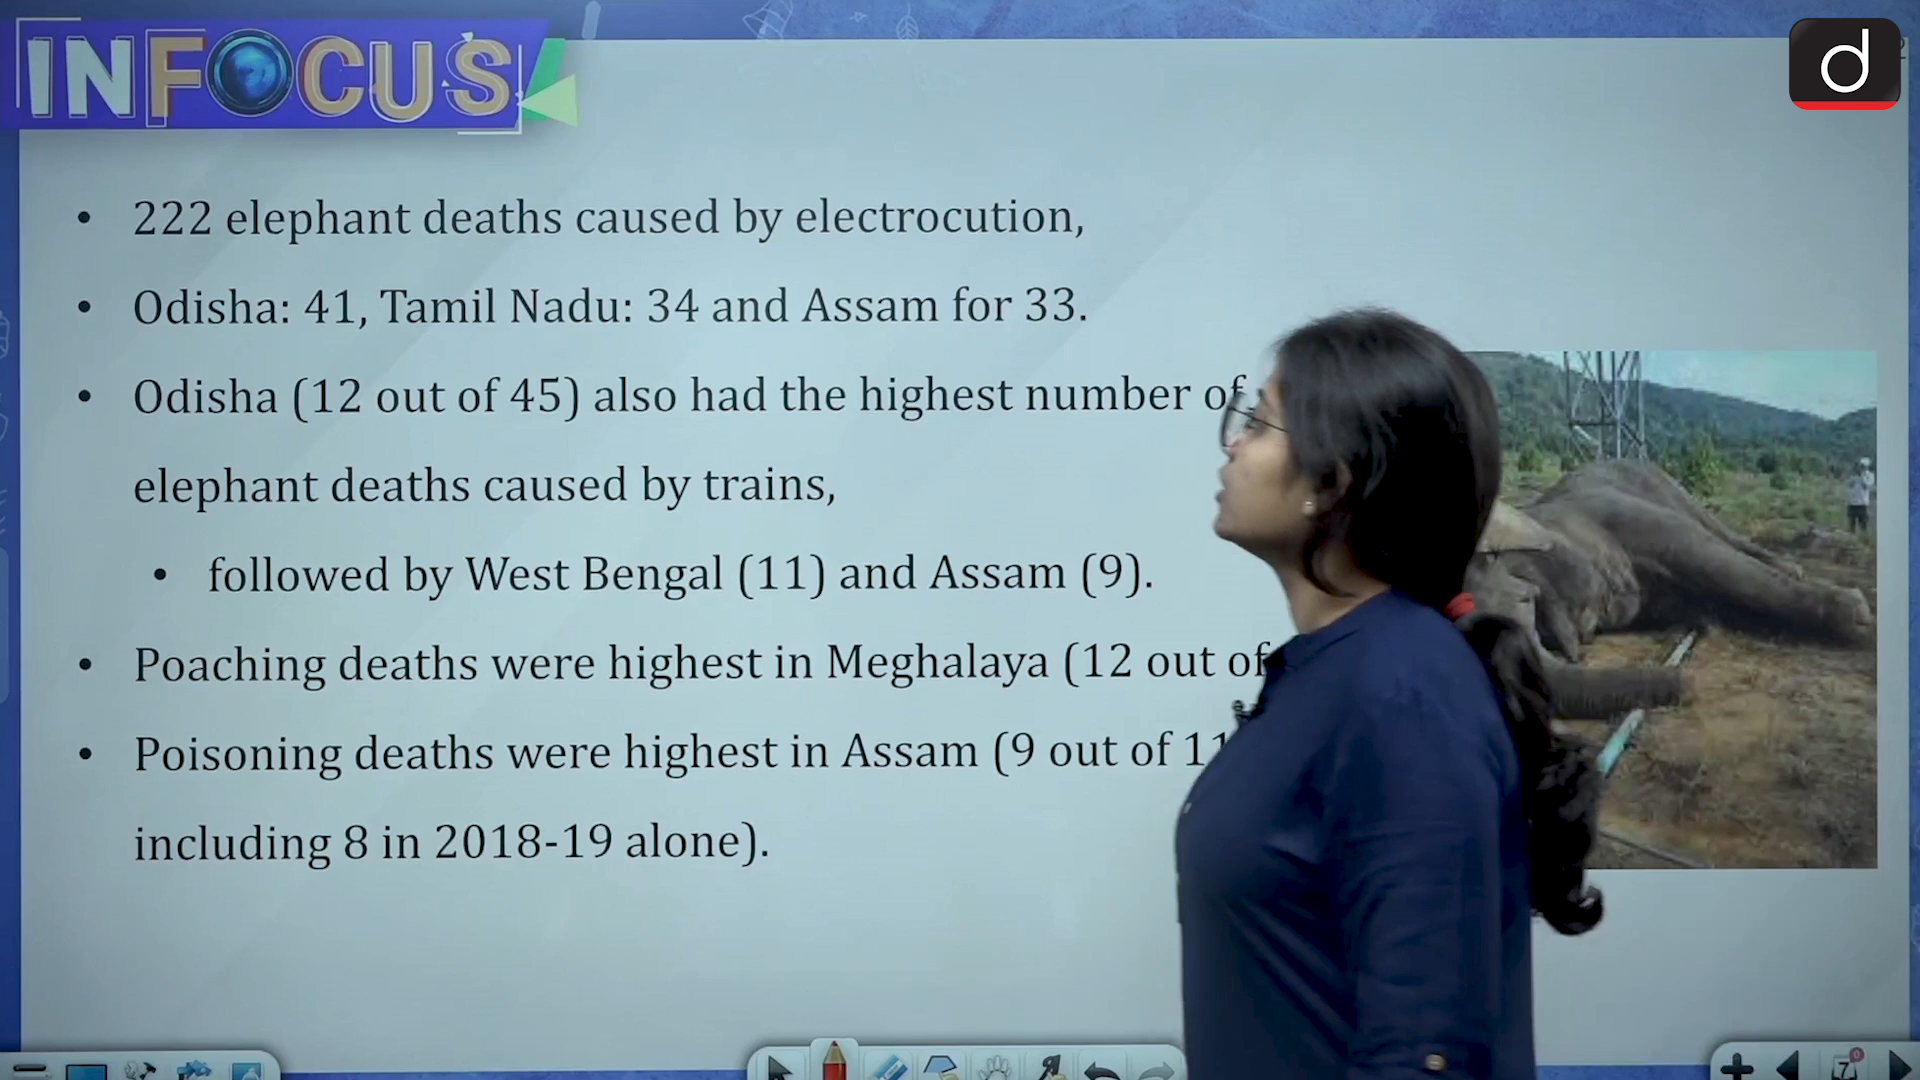 INFOCUS
d
• 222 elephant deaths caused by electrocution,
• Odisha: 41, Tamil Nadu: 34 and Assam for 33.
• Odisha (12 out of 45) also had the highest number of
elephant deaths caused by trains,
• followed by West Bengal (11) and Assam (9).
• Poaching deaths were highest in Meghalaya (12 out of
• Poisoning deaths were highest in Assam (9 out of 11
including 8 in 2018-19 alone).
7